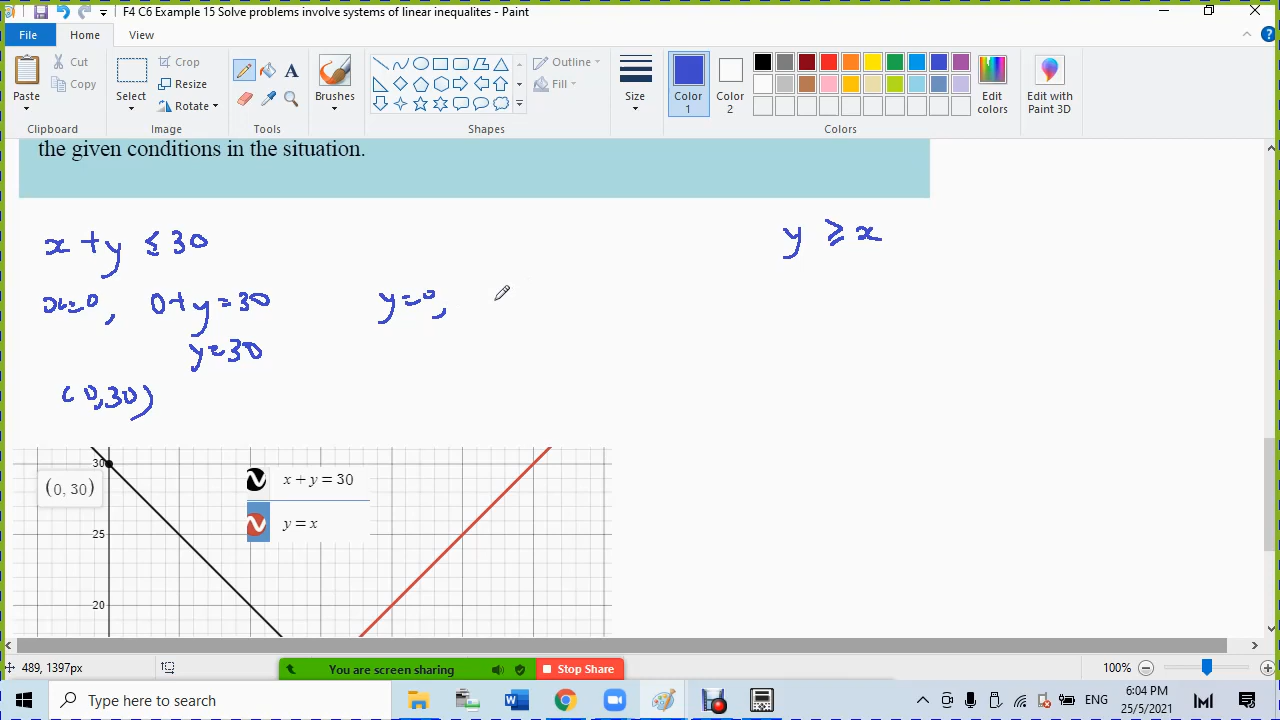 F4 C6 Example 15 Solve problems involve systems of linear inequalites - Paint
File Home View
Paste Cut Copy Select Crop Resize Rotate A Brushes Outline Fill Size Color 1 Color 2 Edit colors Edit with Paint 3D
Clipboard Image Tools Shapes Colors
the given conditions in the situation.
x + y ≤ 30 y ≥ x
x=0, 0+y=30 y=0,
y=30
(0,30)
30 (0, 30) x + y = 30
25 y = x
20
489, 1397px 100%
You are screen sharing Stop Share
Type here to search ENG 6:04 PM 25/5/2021